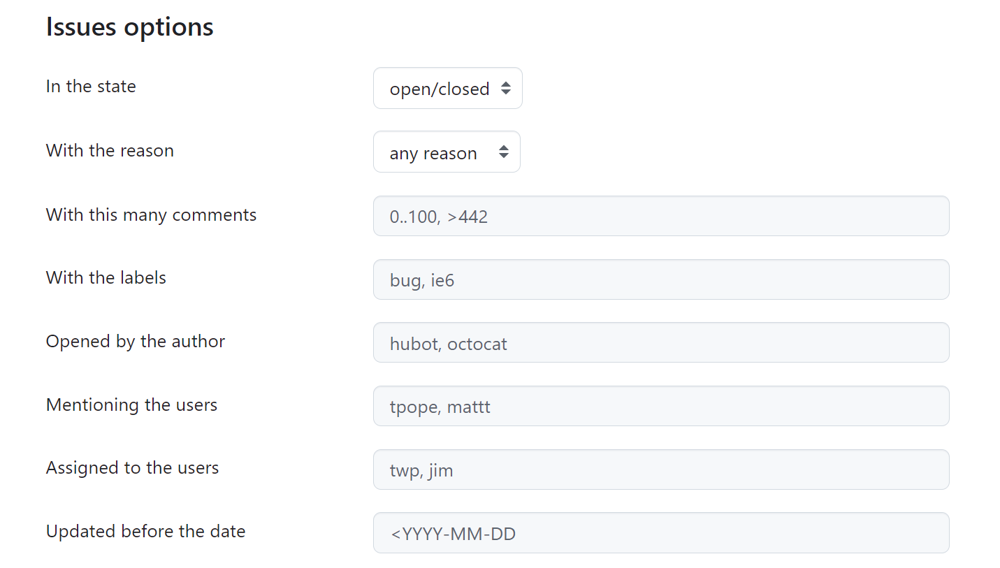 Issues options
In the state
open/closed
With the reason
any reason
With this many comments
0..100, >442
With the labels
bug, ie6
Opened by the author
hubot, octocat
Mentioning the users
tpope, mattt
Assigned to the users
twp, jim
Updated before the date
<YYYY-MM-DD